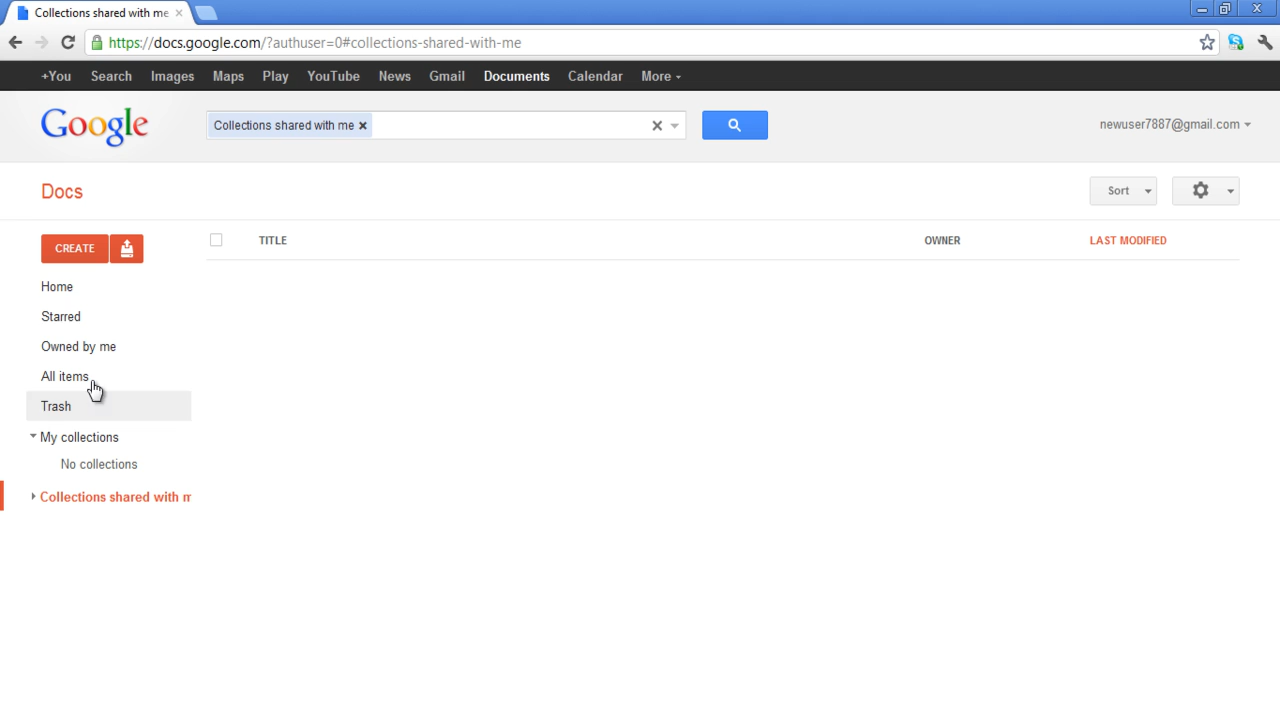 Collections shared with me
https://docs.google.com/?authuser=0#collections-shared-with-me
+You Search Images Maps Play YouTube News Gmail Documents Calendar More
Google
Collections shared with me
newuser7887@gmail.com
Docs
Sort
CREATE
TITLE OWNER LAST MODIFIED
Home
Starred
Owned by me
All items
Trash
My collections
No collections
Collections shared with m